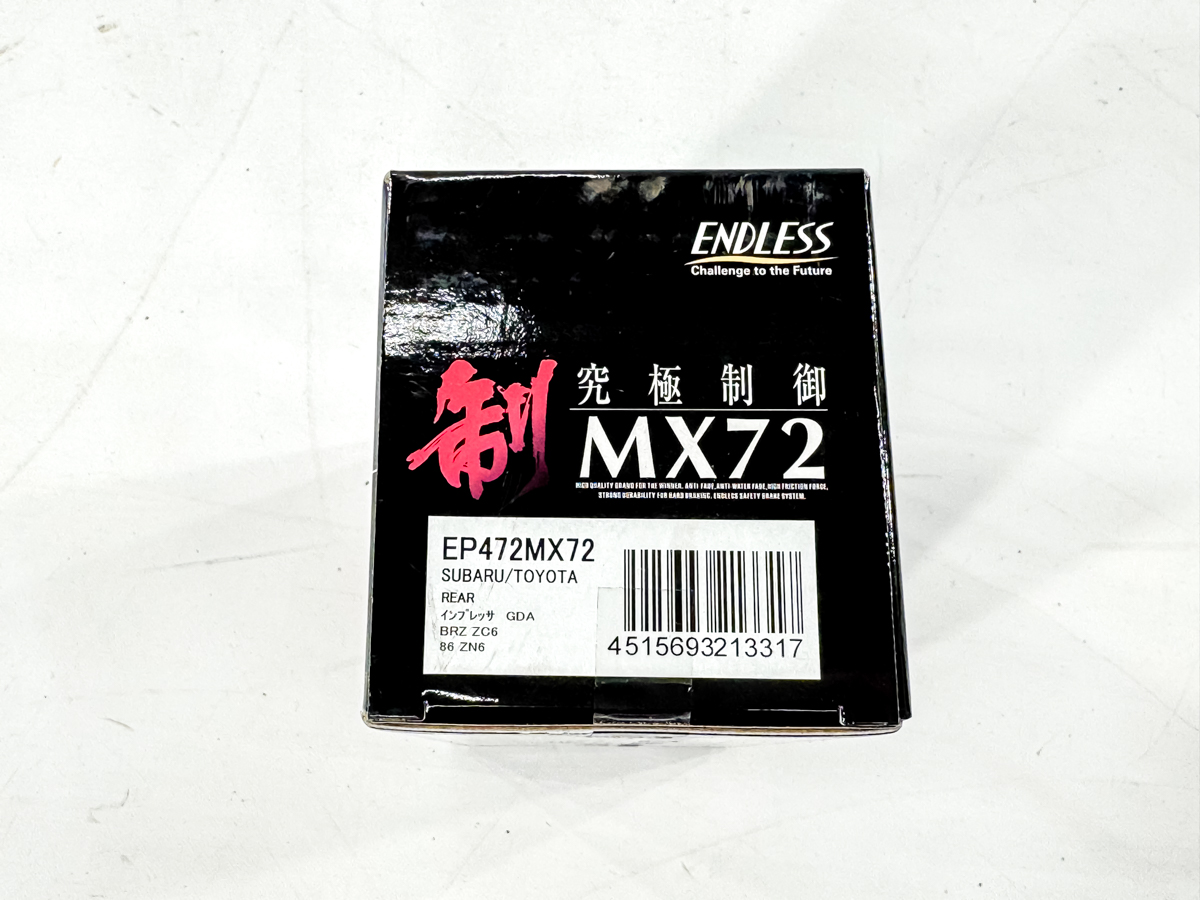 ENDLESS
Challenge to the Future
制
究極制御
MX72
HIGH QUALITY BRAND FOR THE WINNER. ANTI FADE, ANTI-WATER FADE, HIGH FRICTION FORCE,
STRONG DURABILITY FOR HARD BRAKING. ENDLESS SAFETY BRAKE SYSTEM.
EP472MX72
SUBARU/TOYOTA
REAR
ｲﾝﾌﾟﾚｯｻ GDA
BRZ ZC6
86 ZN6
4515693213317